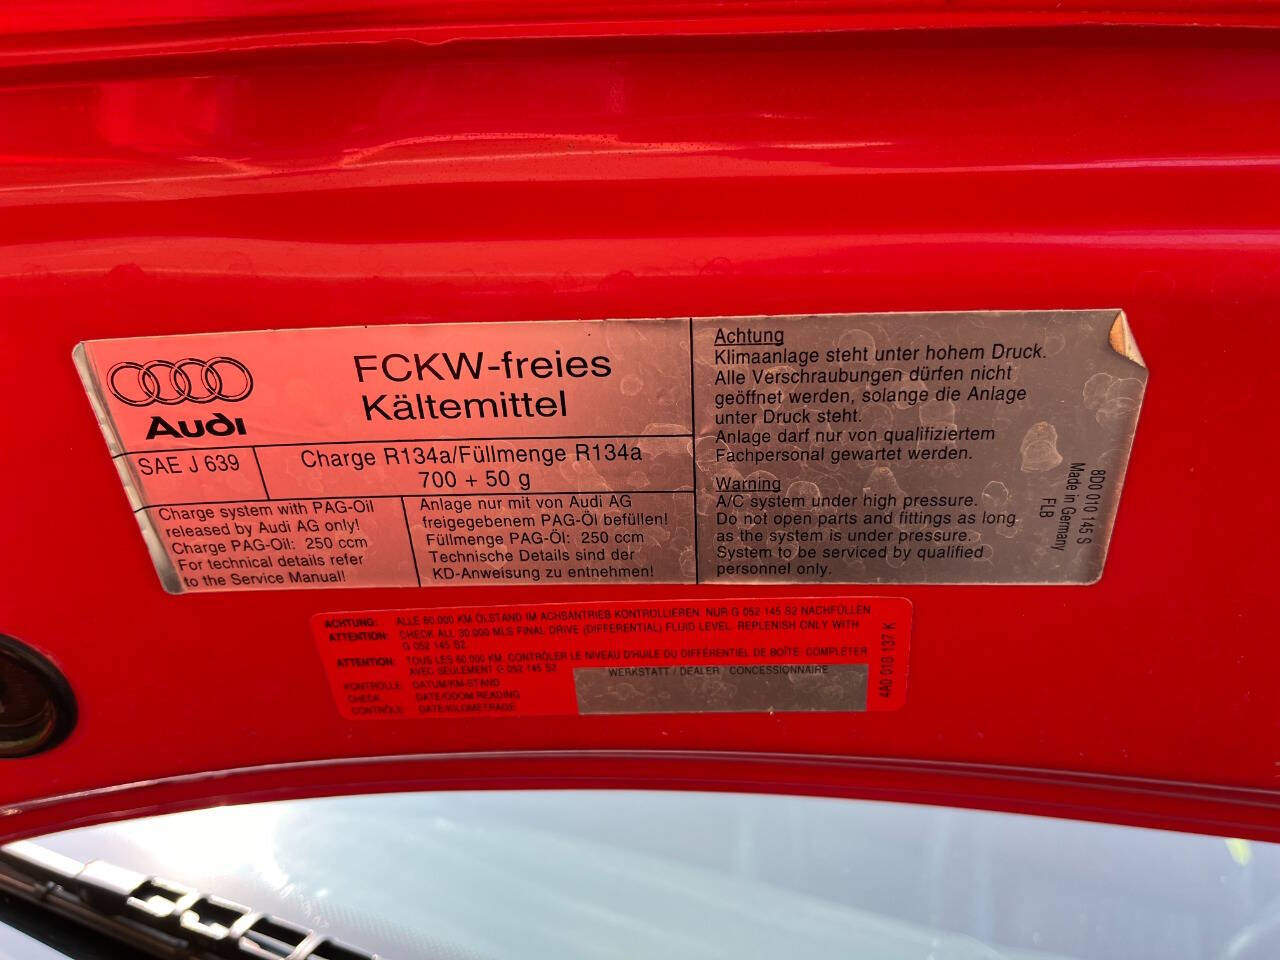 Audi
FCKW-freies
Kältemittel
SAE J 639
Charge R134a/Füllmenge R134a
700 + 50 g
Charge system with PAG-Oil
released by Audi AG only!
Charge PAG-Oil: 250 ccm
For technical details refer
to the Service Manual!
Anlage nur mit von Audi AG
freigegebenem PAG-Öl befüllen!
Füllmenge PAG-Öl: 250 ccm
Technische Details sind der
KD-Anweisung zu entnehmen!
Achtung
Klimaanlage steht unter hohem Druck.
Alle Verschraubungen dürfen nicht
geöffnet werden, solange die Anlage
unter Druck steht.
Anlage darf nur von qualifiziertem
Fachpersonal gewartet werden.
Warning
A/C system under high pressure.
Do not open parts and fittings as long
as the system is under pressure.
System to be serviced by qualified
personnel only.
8D0 010 145 S
Made in Germany
FLB
ACHTUNG: ALLE 60.000 KM ÖLSTAND IM ACHSANTRIEB KONTROLLIEREN. NUR G 052 145 S2 NACHFÜLLEN
ATTENTION: CHECK ALL 30.000 MLS FINAL DRIVE (DIFFERENTIAL) FLUID LEVEL. REPLENISH ONLY WITH
G 052 145 S2.
ATTENTION: TOUS LES 60.000 KM. CONTRÔLER LE NIVEAU D'HUILE DU DIFFÉRENTIEL DE BOÎTE. COMPLÉTER
AVEC SEULEMENT G 052 145 S2
KONTROLLE: DATUM/KM-STAND
CHECK: DATE/ODOM READING
CONTRÔLE: DATE/KILOMETRAGE
WERKSTATT / DEALER / CONCESSIONNAIRE
4A0 010 137 K